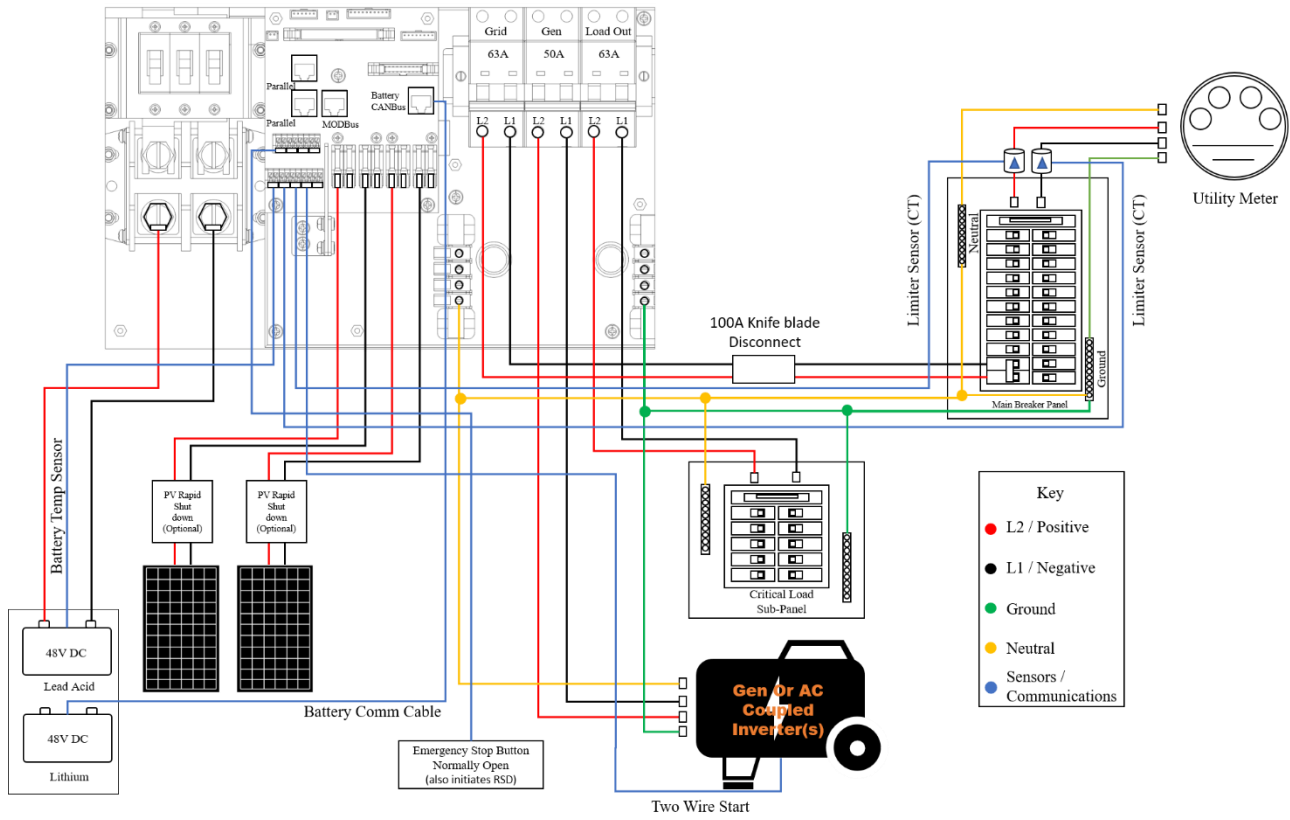 Grid
Gen
Load Out
63A
50A
63A
Parallel
Parallel
MODBus
Battery
CANBus
L2
L1
L2
L1
L2
L1
Utility Meter
Limiter Sensor (CT)
Neutral
Limiter Sensor (CT)
Ground
Main Breaker Panel
100A Knife blade
Disconnect
Battery Temp Sensor
PV Rapid
Shut
down
(Optional)
PV Rapid
Shut
down
(Optional)
Critical Load
Sub-Panel
Key
L2 / Positive
L1 / Negative
Ground
Neutral
Sensors /
Communications
48V DC
Lead Acid
48V DC
Lithium
Battery Comm Cable
Emergency Stop Button
Normally Open
(also initiates RSD)
Gen Or AC
Coupled
Inverter(s)
Two Wire Start